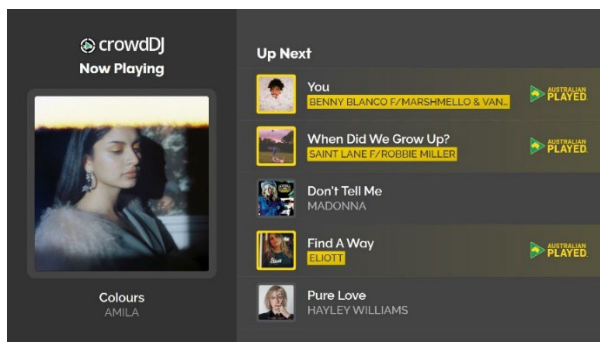 crowdDJ
Now Playing
Colours
AMILA
Up Next
You
BENNY BLANCO F/MARSHMELLO & VAN...
AUSTRALIAN
PLAYED
When Did We Grow Up?
SAINT LANE F/ROBBIE MILLER
AUSTRALIAN
PLAYED
Don't Tell Me
MADONNA
Find A Way
ELIOTT
AUSTRALIAN
PLAYED
Pure Love
HAYLEY WILLIAMS